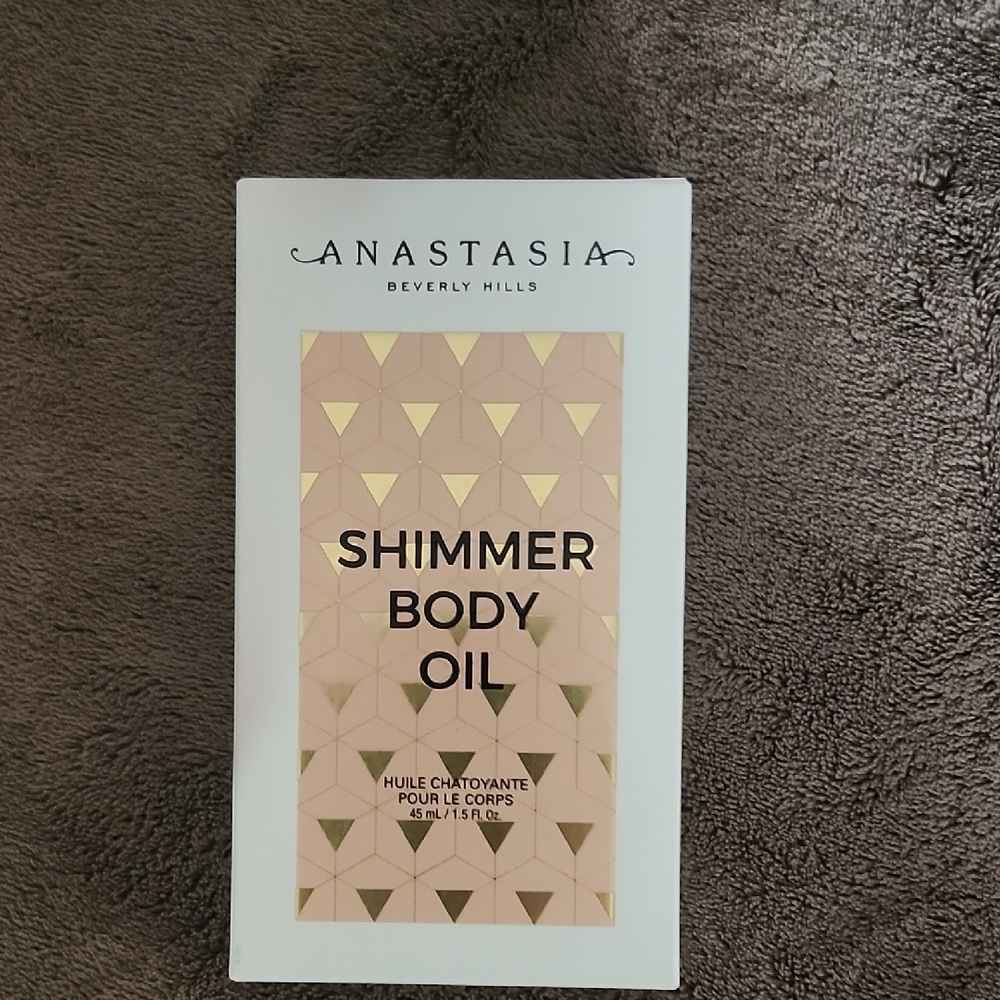 ANASTASIA
BEVERLY HILLS
SHIMMER
BODY
OIL
HUILE CHATOYANTE
POUR LE CORPS
45 mL / 1.5 Fl. Oz.